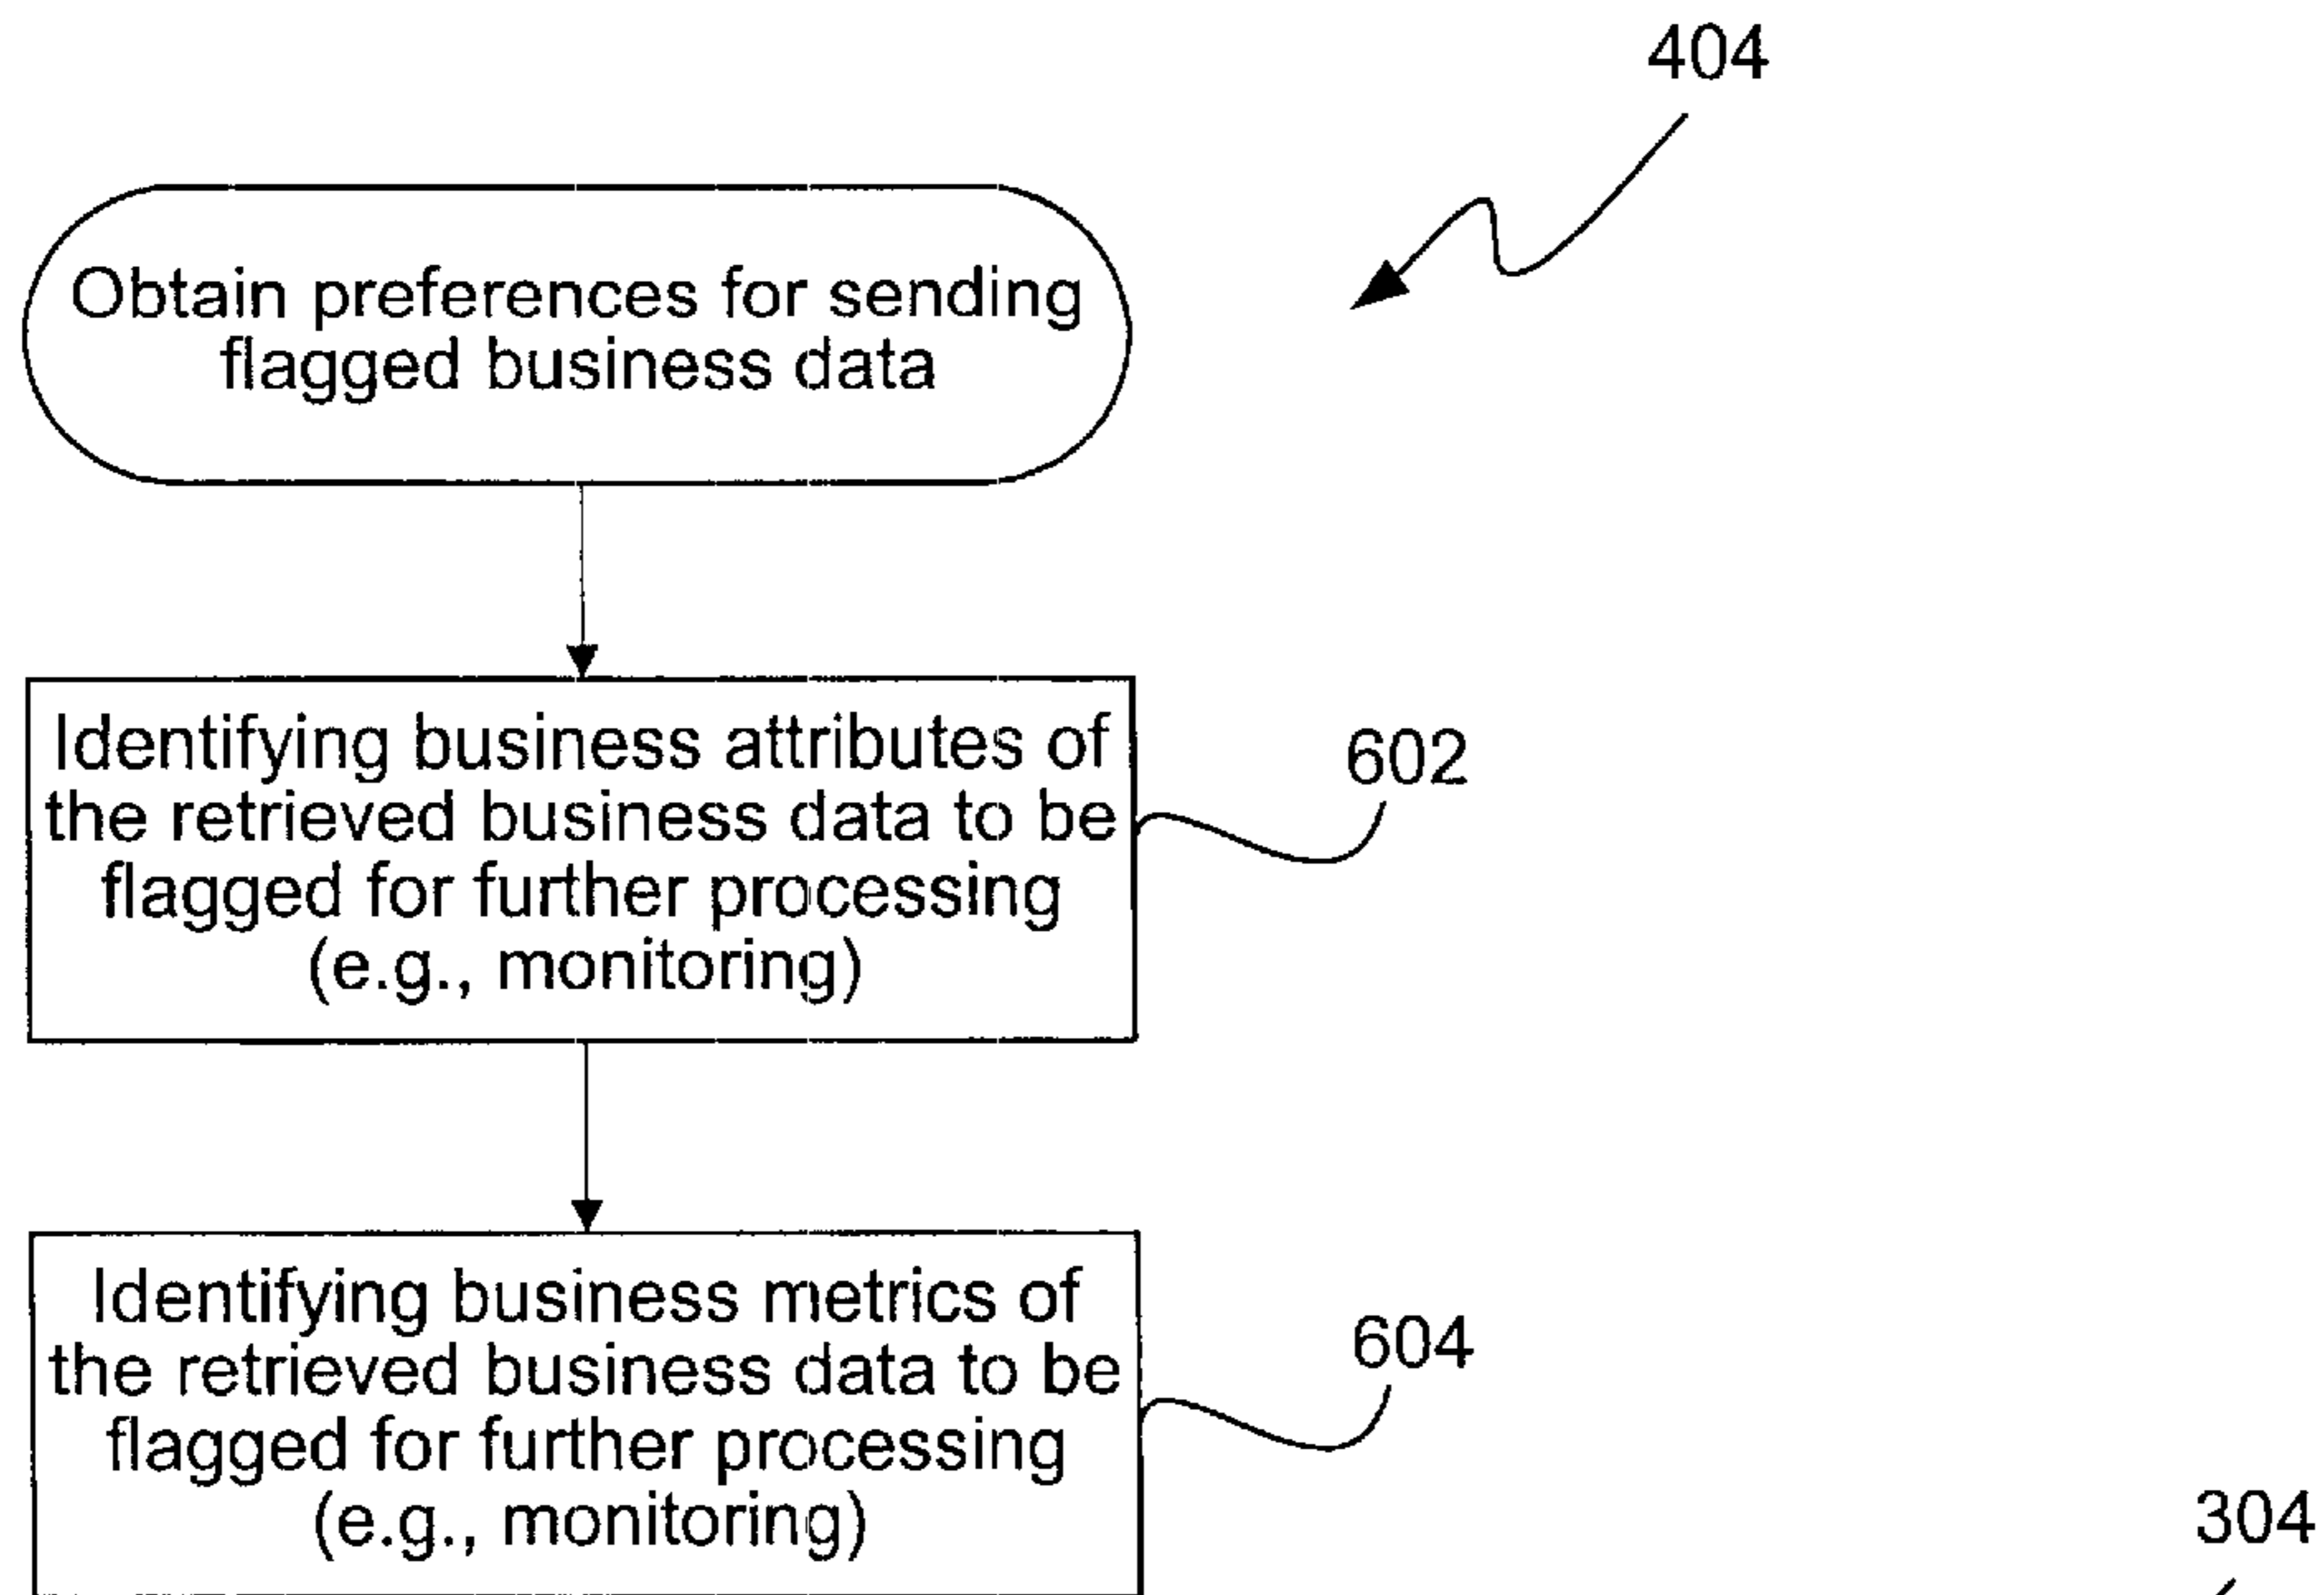 404
Obtain preferences for sending
flagged business data
Identifying business attributes of
the retrieved business data to be
flagged for further processing
(e.g., monitoring)
602
Identifying business metrics of
the retrieved business data to be
flagged for further processing
(e.g., monitoring)
604
304